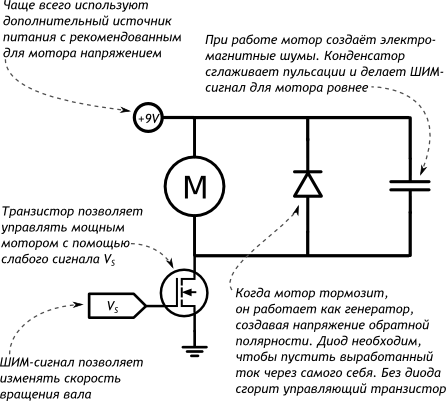 Чаще всего используют
дополнительный источник
питания с рекомендованным
для мотора напряжением
При работе мотор создаёт электро-
магнитные шумы. Конденсатор
сглаживает пульсации и делает ШИМ-
сигнал для мотора ровнее
+9V
M
Транзистор позволяет
управлять мощным
мотором с помощью
слабого сигнала VS
VS
ШИМ-сигнал позволяет
изменять скорость
вращения вала
Когда мотор тормозит,
он работает как генератор,
создавая напряжение обратной
полярности. Диод необходим,
чтобы пустить выработанный
ток через самого себя. Без диода
сгорит управляющий транзистор